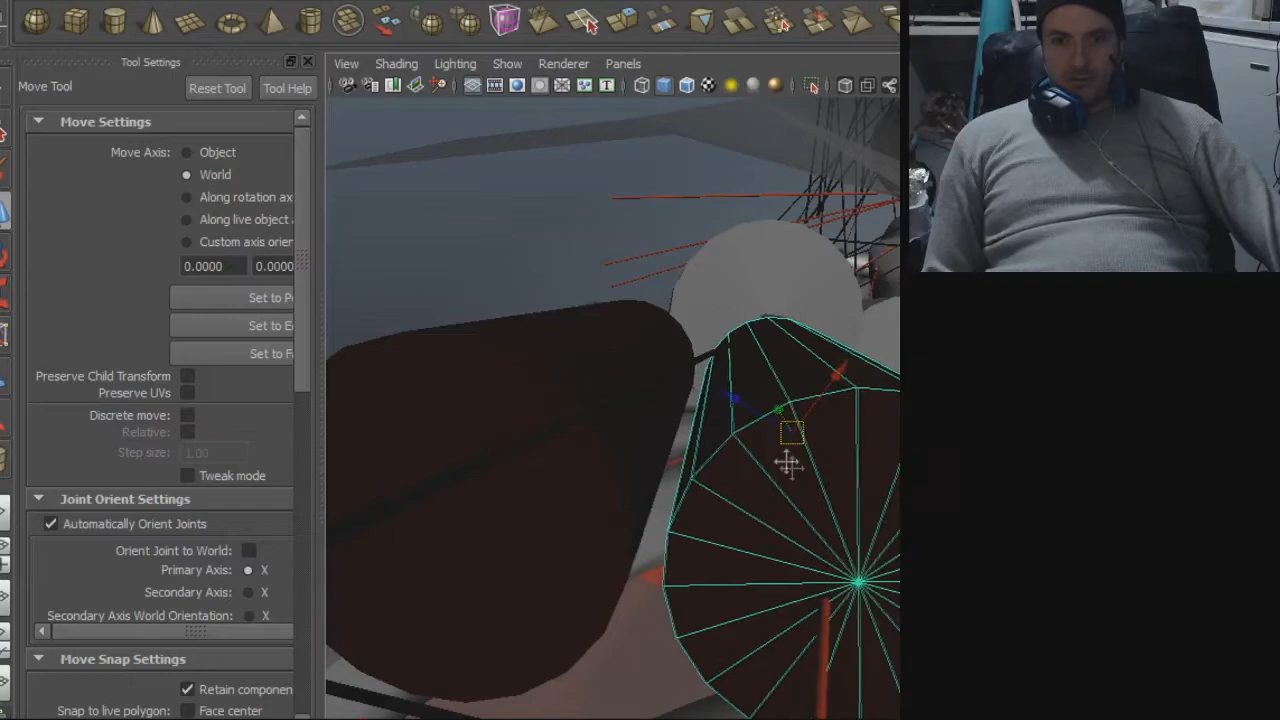 Tool Settings
View Shading Lighting Show Renderer Panels
Move Tool
Reset Tool Tool Help
T
Move Settings
Move Axis: Object
World
Along rotation ax
Along live object a
Custom axis orien
0.0000 0.0000
Set to P
Set to E
Set to F
Preserve Child Transform
Preserve UVs
Discrete move:
Relative:
Step size: 1.00
Tweak mode
Joint Orient Settings
Automatically Orient Joints
Orient Joint to World:
Primary Axis: X
Secondary Axis: X
Secondary Axis World Orientation: X
Move Snap Settings
Retain componen
Snap to live polygon: Face center